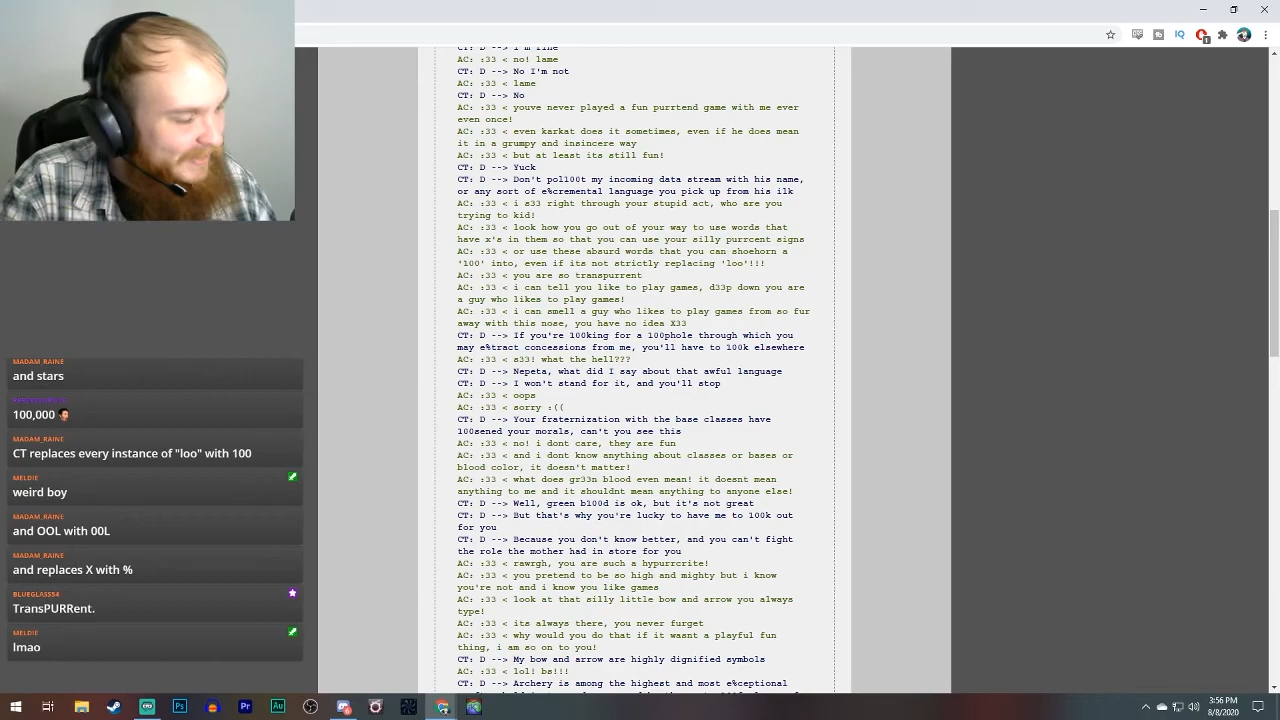 CT: D --> I'm fine
AC: :33 < no! lame
CT: D --> No I'm not
AC: :33 < lame
CT: D --> No
AC: :33 < youve never played a fun purrtend game with me ever
even once!
AC: :33 < even karkat does it sometimes, even if he does mean
it in a grumpy and insincere way
AC: :33 < but at least its still fun!
CT: D --> Yuck
CT: D --> Don't pol100t my incoming data stream with his name,
or any sort of e%cremental language you pick up from his ilk
AC: :33 < i s33 right through your stupid act, who are you
trying to kid!
AC: :33 < look how you go out of your way to use words that
have x's in them so that you can use your silly purrcent signs
AC: :33 < or use these absurd words that you can shoehorn a
'100' into, even if its not strictly replacing 'loo'!!!
AC: :33 < you are so transpurrent
AC: :33 < i can tell you like to play games, d33p down you are
a guy who likes to play games!
AC: :33 < i can smell a guy who likes to play games from so fur
away with this nose, you have no idea X33
CT: D --> If you're 100king for a 100phole through which you
may e%tract concessions from me, you'll have to 100k elsewhere
AC: :33 < s33! what the hell???
CT: D --> Nepeta, what did I say about that awful language
CT: D --> I won't stand for it, and you'll stop
AC: :33 < oops
AC: :33 < sorry :((
CT: D --> Your fraternization with the base classes have
100sened your morals, can't you see this
AC: :33 < no! i dont care, they are fun
AC: :33 < and i dont know anything about classes or bases or
blood color, it doesn't matter!
AC: :33 < what does gr33n blood even mean! it doesnt mean
anything to me and it shouldnt mean anything to anyone else!
CT: D --> Well, green b100d is ok, but it's not great
CT: D --> But that's why you're lucky to have me to 100k out
for you
CT: D --> Because you don't know better, and you can't fight
the role the mother had in store for you
AC: :33 < rawrgh, you are such a hypurrcrite!
AC: :33 < you pretend to be so high and mighty but i know
you're not and i know you like games
AC: :33 < look at that silly little bow and arrow you always
type!
AC: :33 < its always there, you never furget
AC: :33 < why would you do that if it wasnt a playful fun
thing, i am so on to you!
CT: D --> My bow and arrow are highly dignified symbols
AC: :33 < lol! bs!!!
CT: D --> Archery is among the highest and most e%ceptional
MADAM_RAINE
and stars
100,000
MADAM_RAINE
CT replaces every instance of "loo" with 100
MELDIE
weird boy
MADAM_RAINE
and OOL with 00L
MADAM_RAINE
and replaces X with %
BLUEGLASS54
TransPURRent.
MELDIE
lmao
IQ
1
Ps
Pr
Au
3:56 PM
8/8/2020